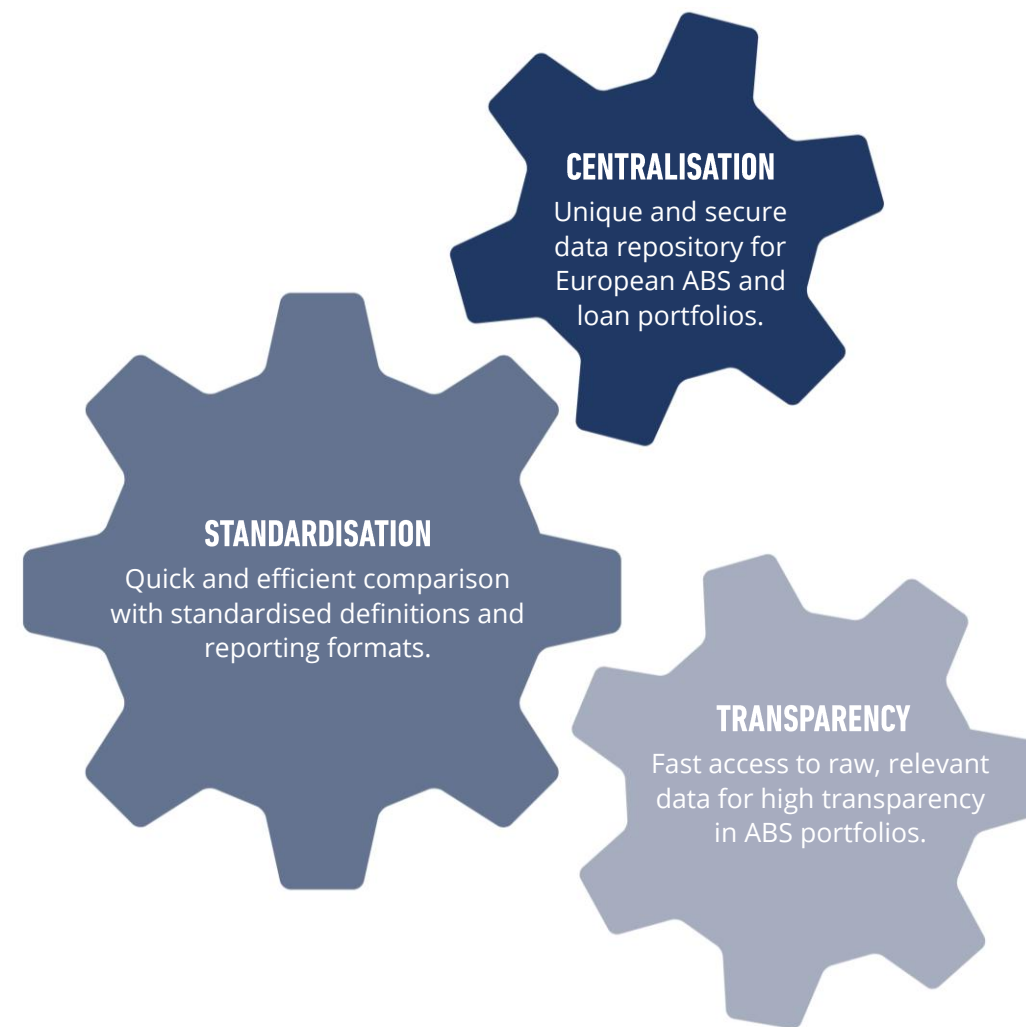 CENTRALISATION
Unique and secure
data repository for
European ABS and
loan portfolios.
STANDARDISATION
Quick and efficient comparison
with standardised definitions and
reporting formats.
TRANSPARENCY
Fast access to raw, relevant
data for high transparency
in ABS portfolios.